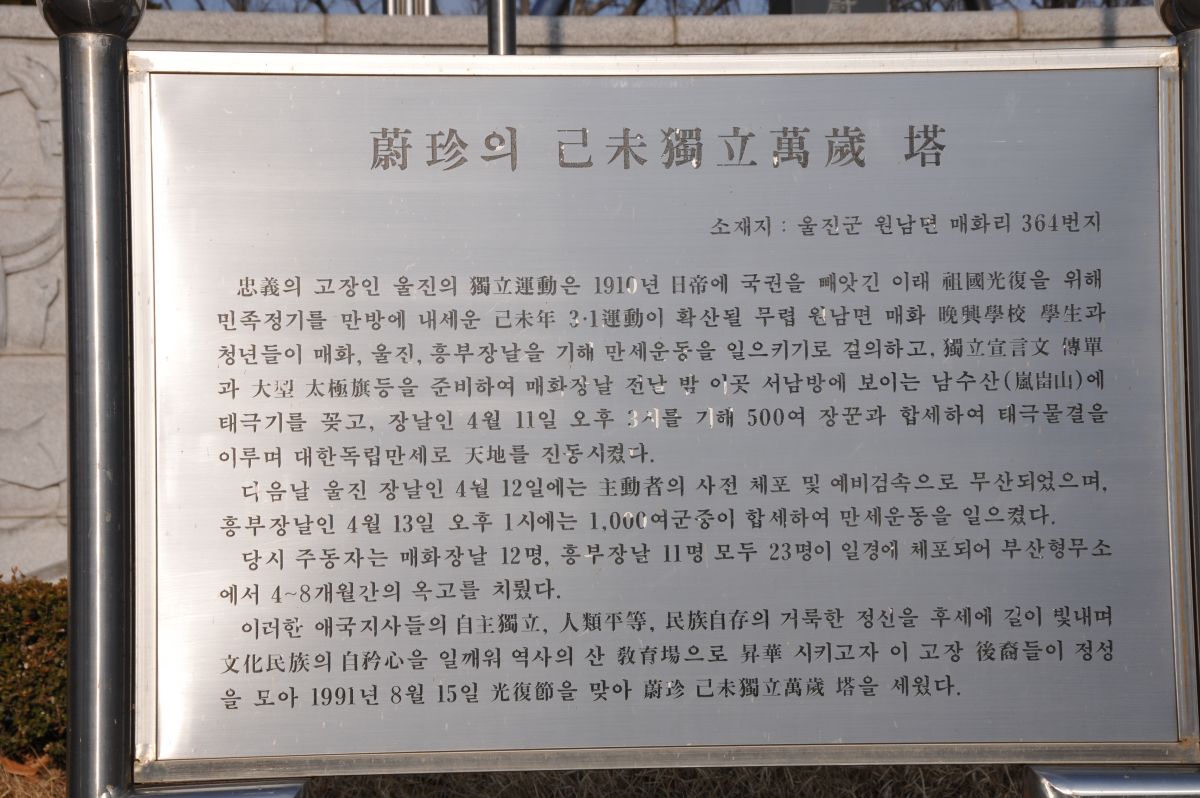 蔚珍의 己未獨立萬歲 塔
소재지 : 울진군 원남면 매화리 364번지
忠義의 고장인 울진의 獨立運動은 1910년 日帝에 국권을 빼앗긴 이래 祖國光復을 위해
민족정기를 만방에 내세운 己未年 3·1運動이 확산될 무렵 원남면 매화 晩興學校 學生과
청년들이 매화, 울진, 흥부장날을 기해 만세운동을 일으키기로 결의하고, 獨立宣言文 傳單
과 大型 太極旗등을 준비하여 매화장날 전날 밤 이곳 서남방에 보이는 남수산(嵐峀山)에
태극기를 꽂고, 장날인 4월 11일 오후 3시를 기해 500여 장꾼과 합세하여 태극물결을
이루며 대한독립만세로 天地를 진동시켰다.
다음날 울진 장날인 4월 12일에는 主動者의 사전 체포 및 예비검속으로 무산되었으며,
흥부장날인 4월 13일 오후 1시에는 1,000여군중이 합세하여 만세운동을 일으켰다.
당시 주동자는 매화장날 12명, 흥부장날 11명 모두 23명이 일경에 체포되어 부산형무소
에서 4~8개월간의 옥고를 치뤘다.
이러한 애국지사들의 自主獨立, 人類平等, 民族自存의 거룩한 정신을 후세에 길이 빛내며
文化民族의 自矜心을 일깨워 역사의 산 敎育場으로 昇華 시키고자 이 고장 後裔들이 정성
을 모아 1991년 8월 15일 光復節을 맞아 蔚珍 己未獨立萬歲 塔을 세웠다.